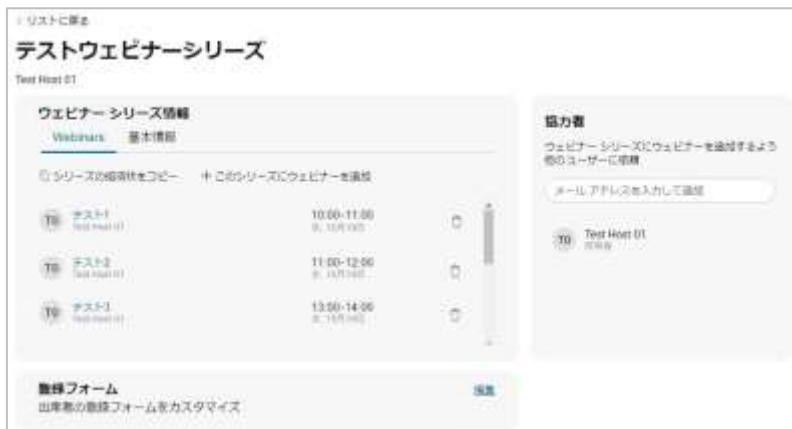 リストに戻る
テストウェビナーシリーズ
Test Host 01
ウェビナー シリーズ情報
Webinars 基本情報
シリーズの招待状をコピー + このシリーズにウェビナーを追加
TO テスト1 10:00-11:00
Test Host 01
TO テスト2 11:00-12:00
Test Host 01
TO テスト3 13:00-14:00
Test Host 01
登録フォーム 編集
出席者の登録フォームをカスタマイズ
協力者
ウェビナー シリーズにウェビナーを追加するよう
他のユーザーに依頼
メール アドレスを入力して追加
TO Test Host 01